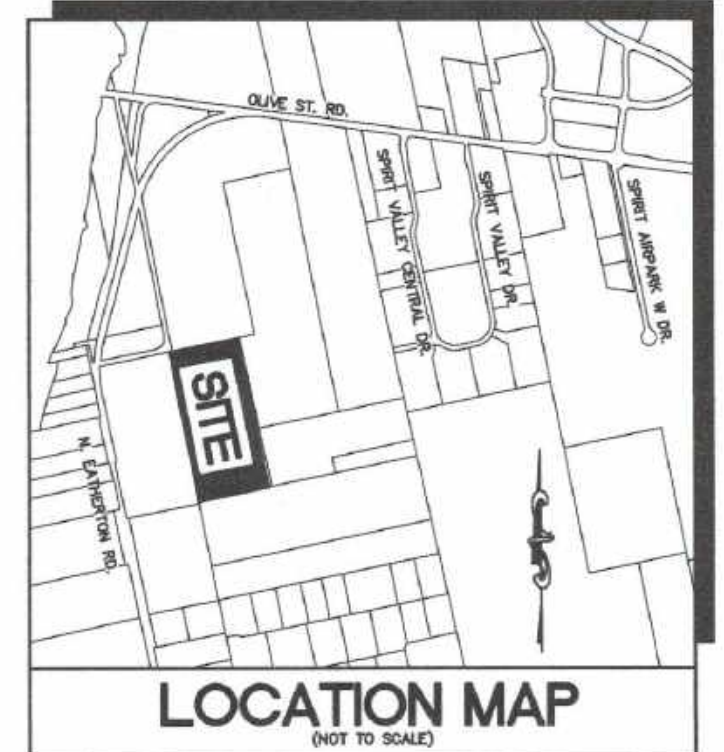 OLIVE ST. RD.
SPIRIT VALLEY CENTRAL DR.
SPIRIT VALLEY DR.
SPIRIT AIRPARK W DR.
SITE
N. EATHERTON RD.
LOCATION MAP
(NOT TO SCALE)